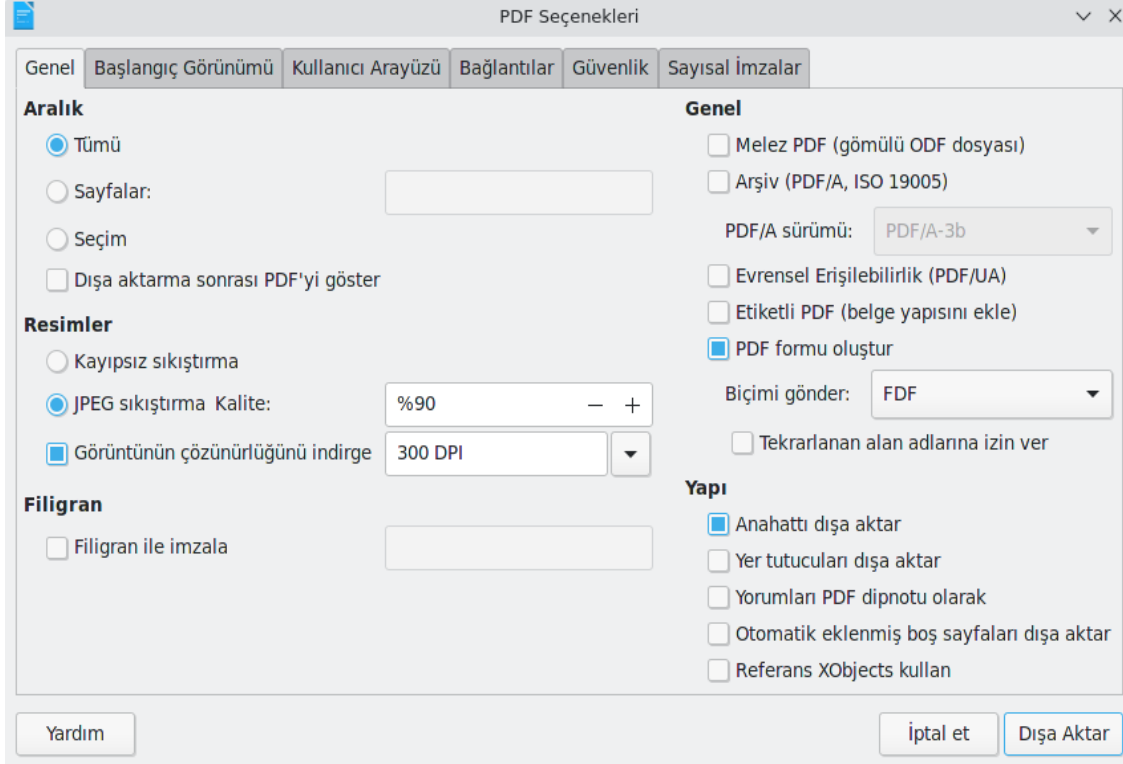 PDF Seçenekleri
Genel Başlangıç Görünümü Kullanıcı Arayüzü Bağlantılar Güvenlik Sayısal İmzalar
Aralık
Tümü
Sayfalar:
Seçim
Dışa aktarma sonrası PDF'yi göster
Resimler
Kayıpsız sıkıştırma
JPEG sıkıştırma Kalite: %90
Görüntünün çözünürlüğünü indirge 300 DPI
Filigran
Filigran ile imzala
Genel
Melez PDF (gömülü ODF dosyası)
Arşiv (PDF/A, ISO 19005)
PDF/A sürümü: PDF/A-3b
Evrensel Erişilebilirlik (PDF/UA)
Etiketli PDF (belge yapısını ekle)
PDF formu oluştur
Biçimi gönder: FDF
Tekrarlanan alan adlarına izin ver
Yapı
Anahattı dışa aktar
Yer tutucuları dışa aktar
Yorumları PDF dipnotu olarak
Otomatik eklenmiş boş sayfaları dışa aktar
Referans XObjects kullan
Yardım İptal et Dışa Aktar